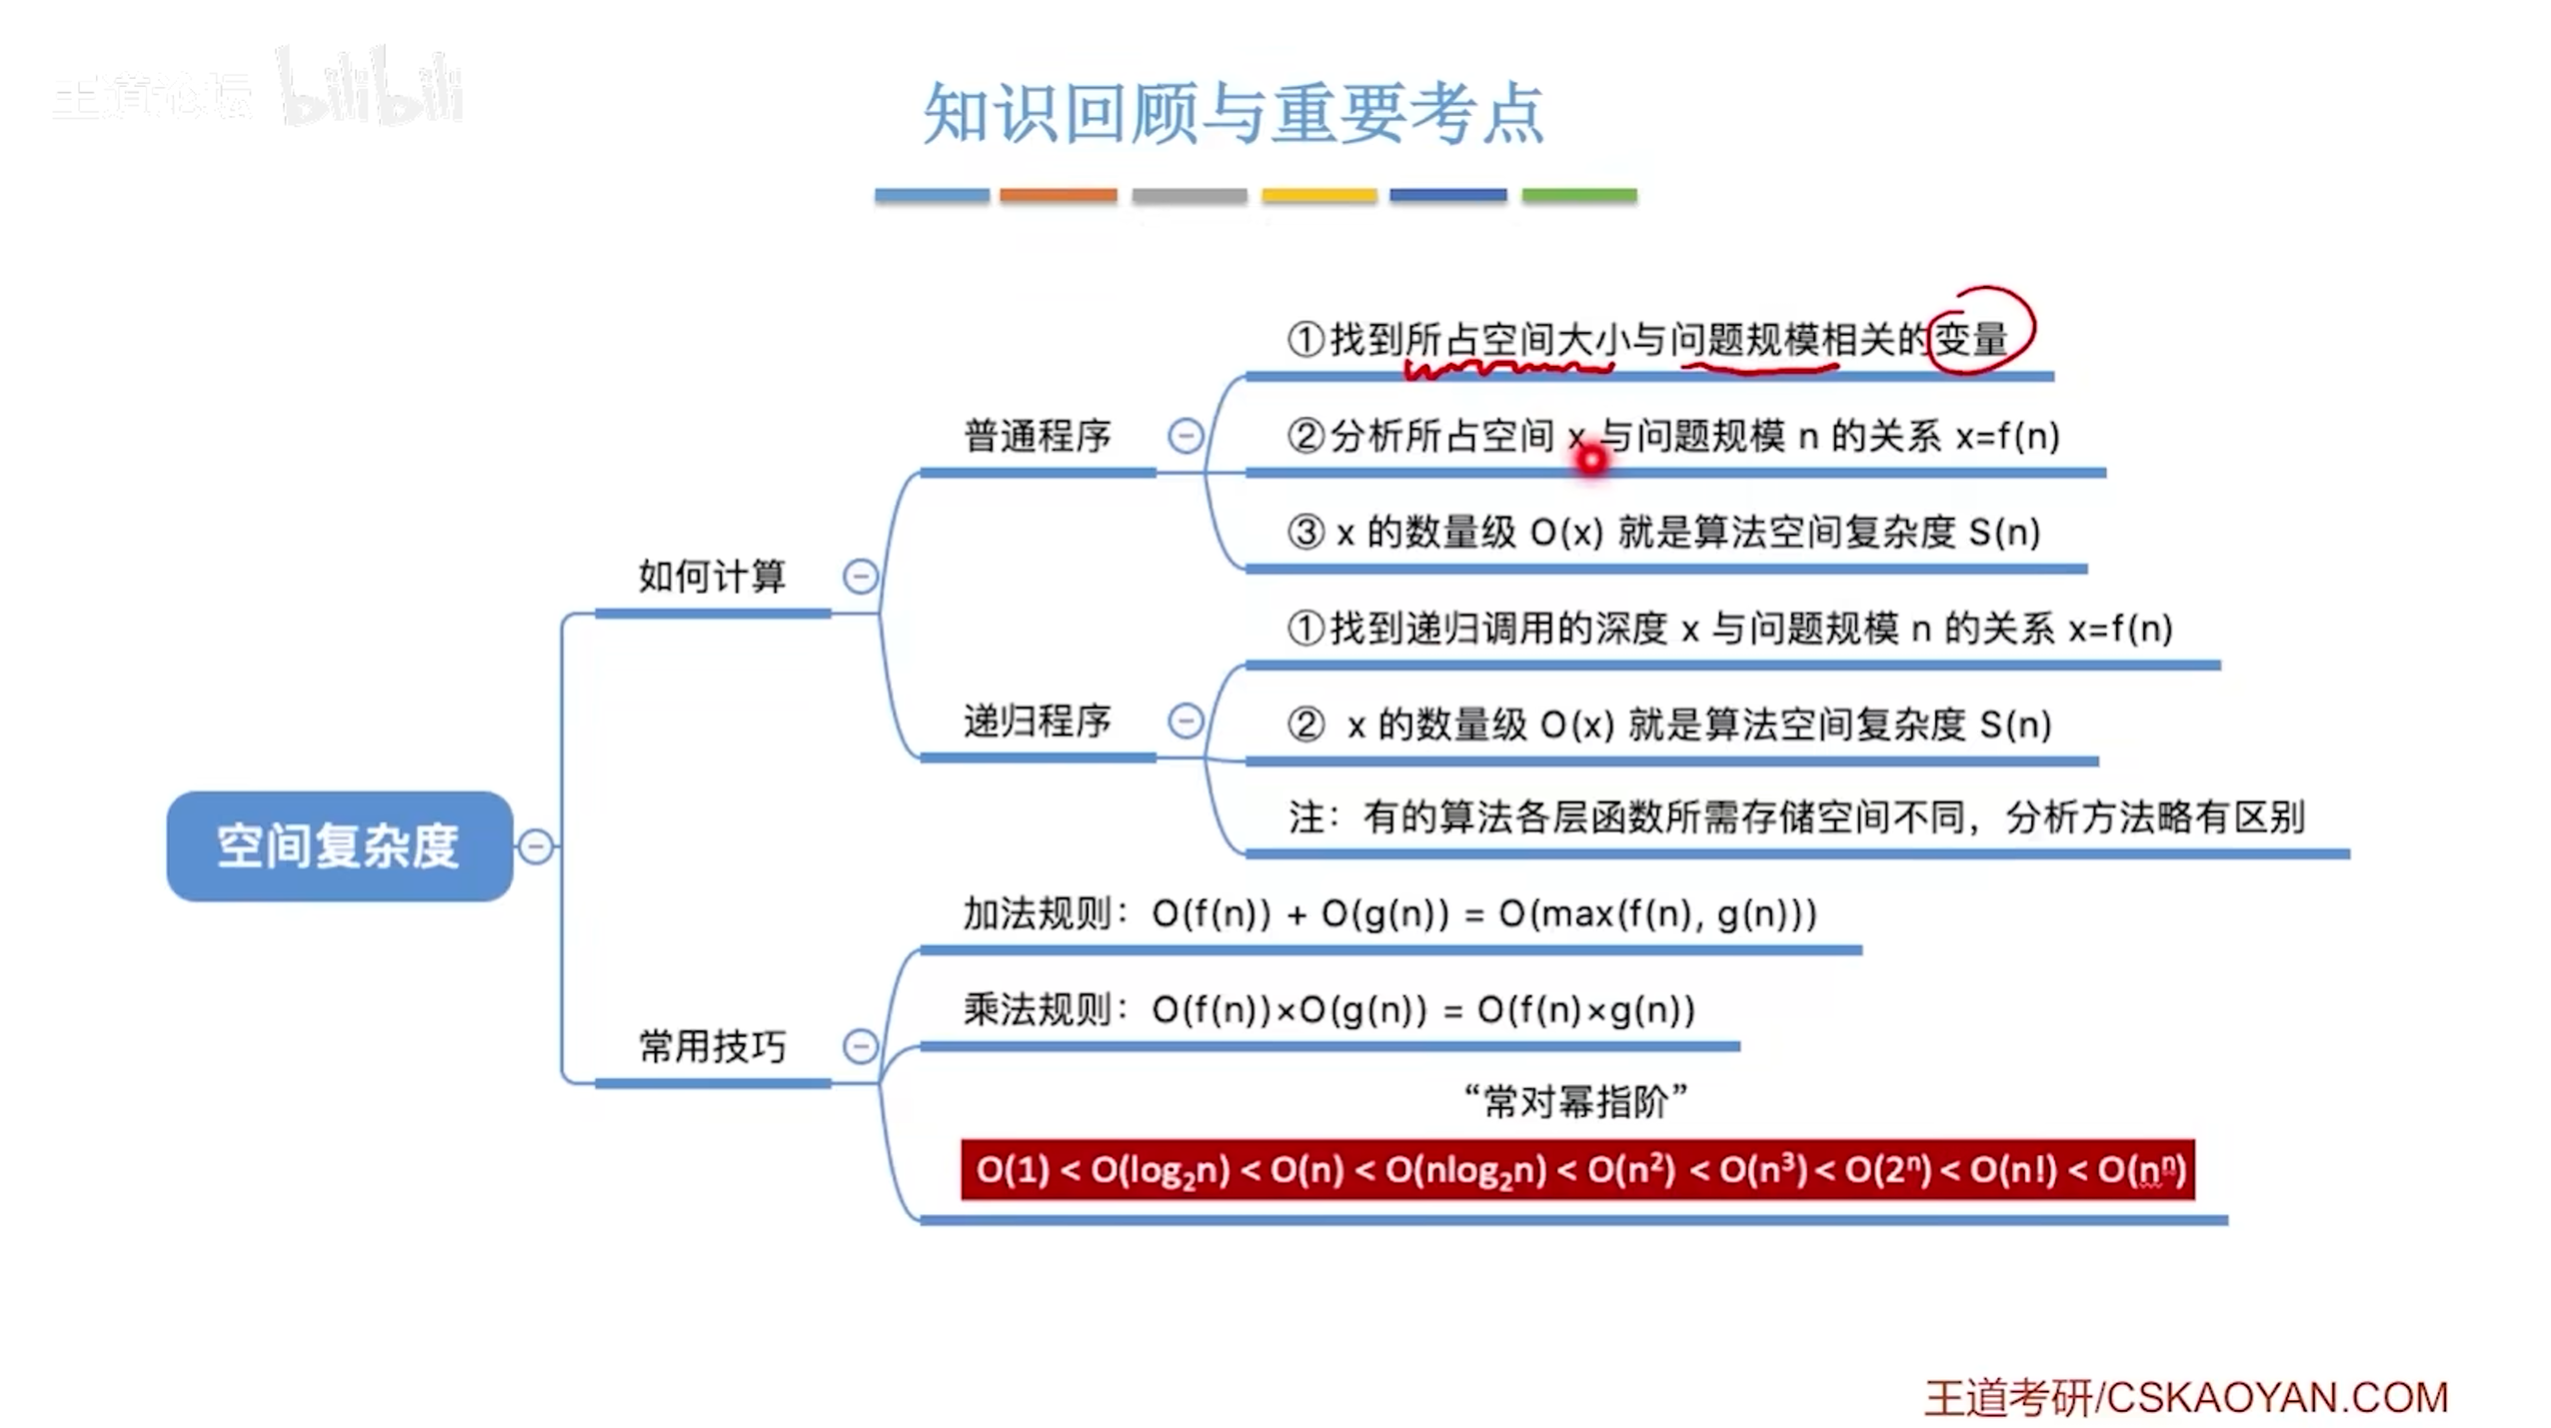 王道论坛 bilibili
知识回顾与重要考点
①找到所占空间大小与问题规模相关的变量
普通程序
②分析所占空间 x 与问题规模 n 的关系 x=f(n)
③ x 的数量级 O(x) 就是算法空间复杂度 S(n)
如何计算
①找到递归调用的深度 x 与问题规模 n 的关系 x=f(n)
递归程序
② x 的数量级 O(x) 就是算法空间复杂度 S(n)
注：有的算法各层函数所需存储空间不同，分析方法略有区别
空间复杂度
加法规则：O(f(n)) + O(g(n)) = O(max(f(n), g(n)))
乘法规则：O(f(n))×O(g(n)) = O(f(n)×g(n))
常用技巧
“常对幂指阶”
O(1) < O(log₂n) < O(n) < O(nlog₂n) < O(n²) < O(n³) < O(2ⁿ) < O(n!) < O(nⁿ)
王道考研/CSKAOYAN.COM